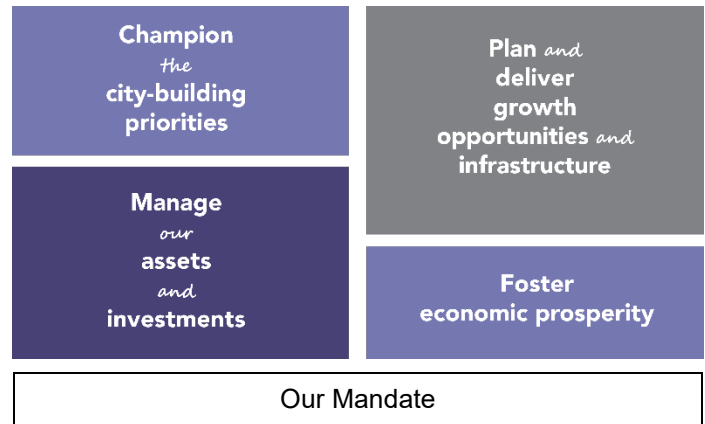 Champion
the
city-building
priorities
Manage
our
assets
and
investments
Plan and
deliver
growth
opportunities and
infrastructure
Foster
economic prosperity
Our Mandate